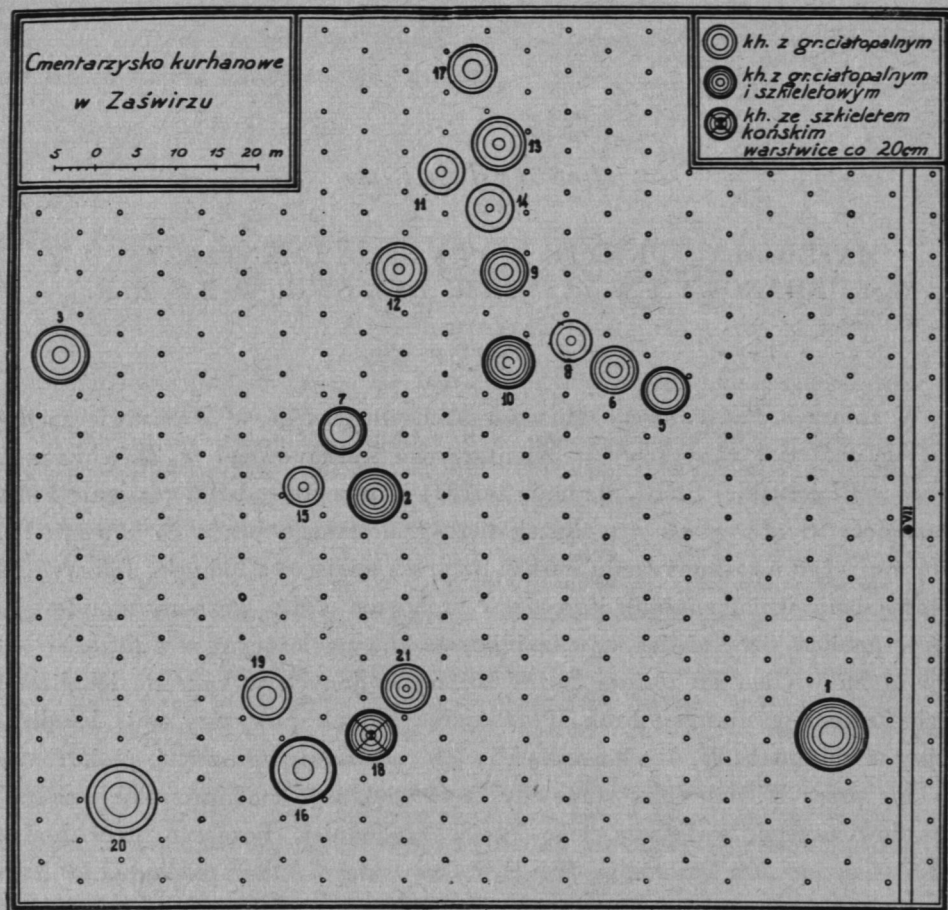 Cmentarzysko kurhanowe
w Zaświrzu
5 0 5 10 15 20 m
kh. z gr. ciałopalnym
kh. z gr. ciałopalnym
i szkieletowym
kh. ze szkieletem
końskim
warstwice co 20cm
17
13
11
14
12
9
3
8
10
6
5
7
15
2
VII
19
21
1
18
16
20